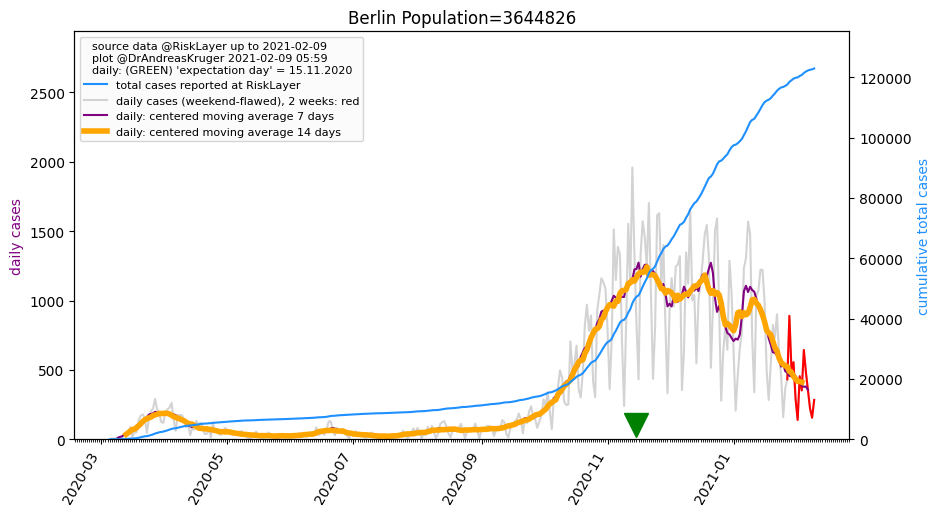 Berlin Population=3644826
source data @RiskLayer up to 2021-02-09
plot @DrAndreasKruger 2021-02-09 05:59
daily: (GREEN) 'expectation day' = 15.11.2020
total cases reported at RiskLayer
daily cases (weekend-flawed), 2 weeks: red
daily: centered moving average 7 days
daily: centered moving average 14 days
daily cases
2500
2000
1500
1000
500
0
120000
100000
80000
60000
40000
20000
0
cumulative total cases
2020-03
2020-05
2020-07
2020-09
2020-11
2021-01